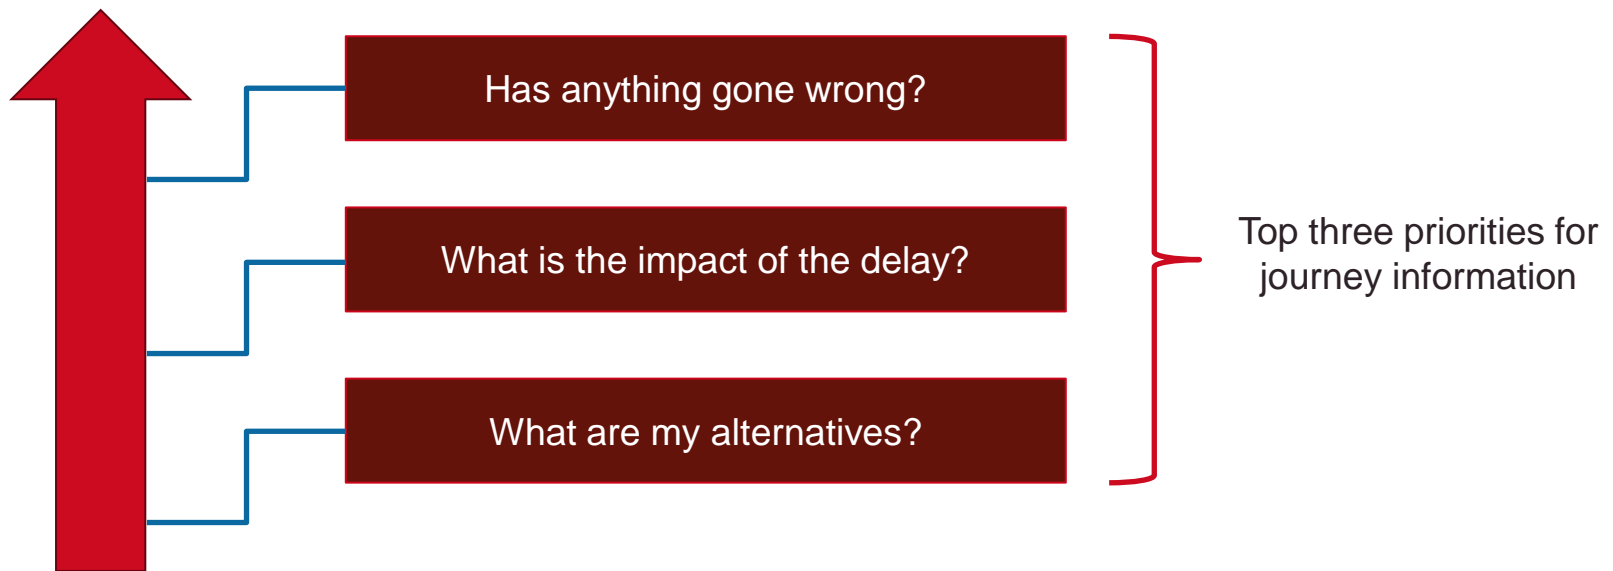 Has anything gone wrong?
What is the impact of the delay?
What are my alternatives?
Top three priorities for
journey information